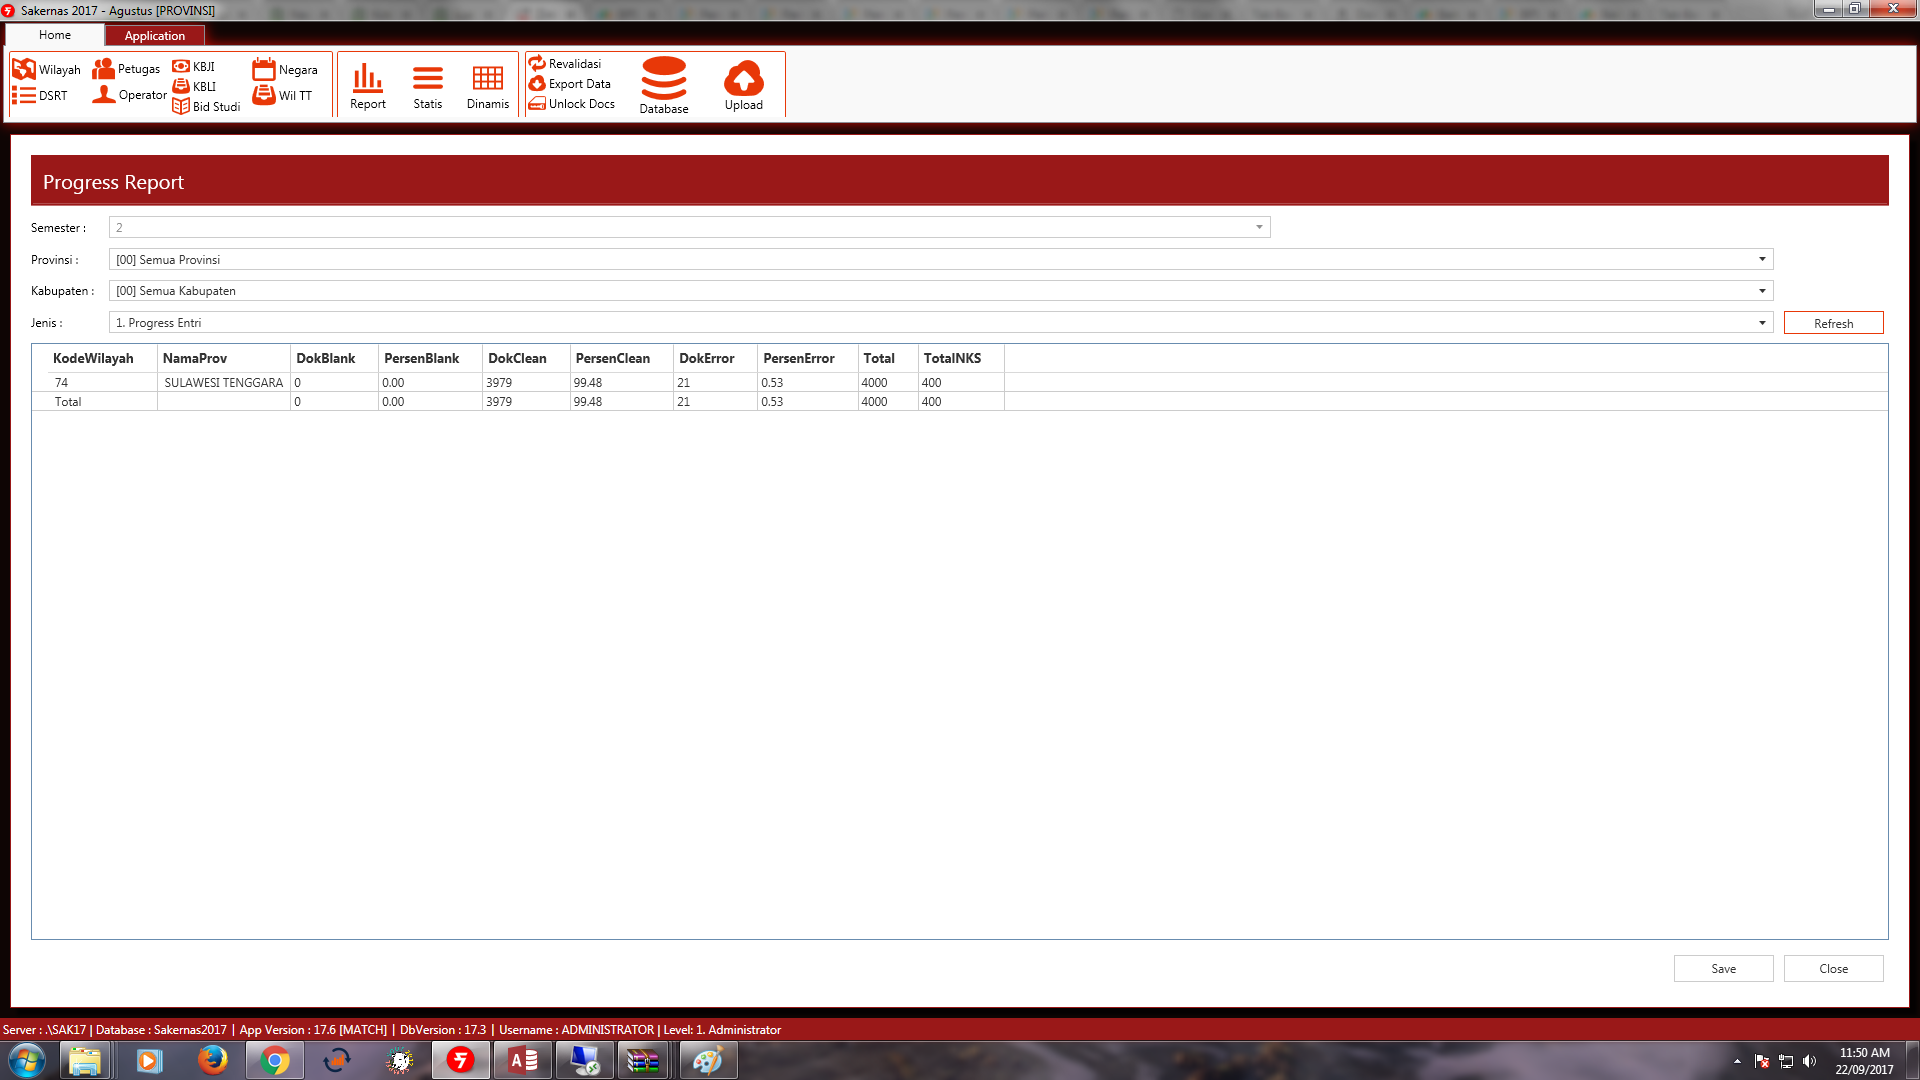 Sakernas 2017 - Agustus [PROVINSI]
Home Application
Wilayah Petugas KBJI Negara
DSRT Operator KBLI Wil TT
Bid Studi
Report Statis Dinamis
Revalidasi
Export Data
Unlock Docs
Database Upload
Progress Report
Semester : 2
Provinsi : [00] Semua Provinsi
Kabupaten : [00] Semua Kabupaten
Jenis : 1. Progress Entri Refresh
KodeWilayah NamaProv DokBlank PersenBlank DokClean PersenClean DokError PersenError Total TotalNKS
74 SULAWESI TENGGARA 0 0.00 3979 99.48 21 0.53 4000 400
Total 0 0.00 3979 99.48 21 0.53 4000 400
Save Close
Server : .\SAK17 | Database : Sakernas2017 | App Version : 17.6 [MATCH] | DbVersion : 17.3 | Username : ADMINISTRATOR | Level: 1. Administrator
11:50 AM
22/09/2017